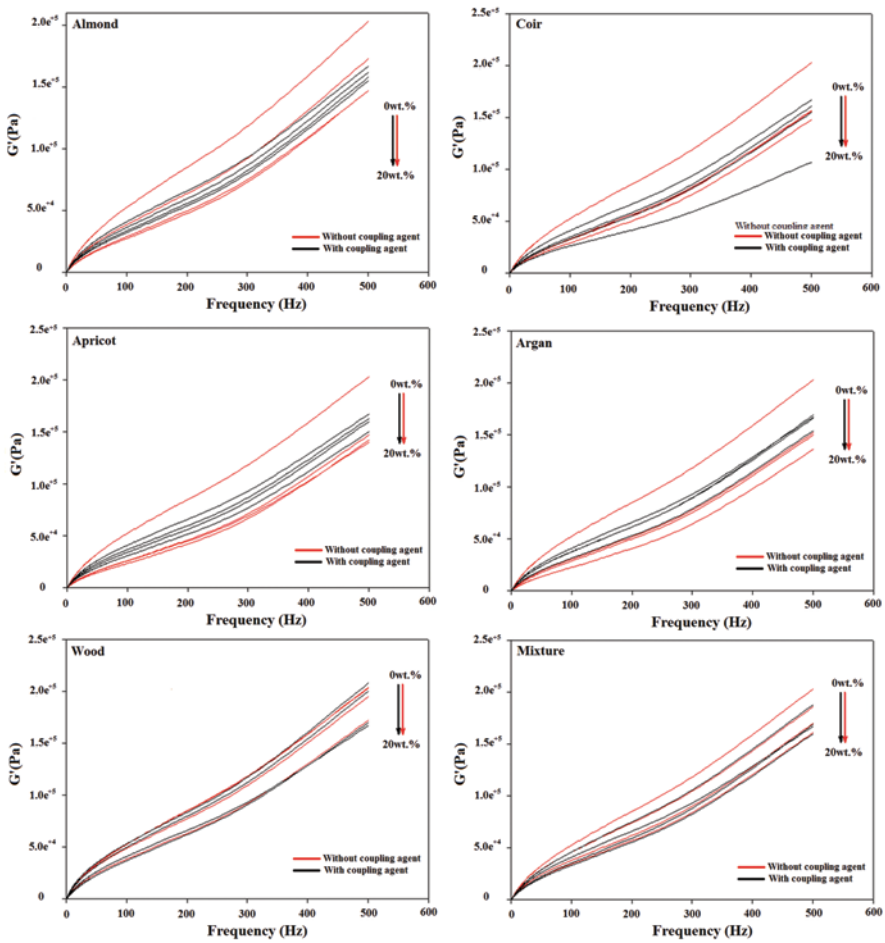 Almond
2.0e-5
1.5e-5
1.0e-5
5.0e-4
0
G'(Pa)
0wt.%
20wt.%
Without coupling agent
With coupling agent
0 100 200 300 400 500 600
Frequency (Hz)
Coir
2.5e-5
2.0e-5
1.5e-5
1.0e-5
5.0e-4
0
G'(Pa)
0wt.%
20wt.%
Without coupling agent
Without coupling agent
With coupling agent
0 100 200 300 400 500 600
Frequency (Hz)
Apricot
2.5e-5
2.0e-5
1.5e-5
1.0e-5
5.0e-4
0
G'(Pa)
0wt.%
20wt.%
Without coupling agent
With coupling agent
0 100 200 300 400 500 600
Frequency (Hz)
Argan
2.5e-5
2.0e-5
1.5e-5
1.0e-5
5.0e-4
0
G'(Pa)
0wt.%
20wt.%
Without coupling agent
With coupling agent
0 100 200 300 400 500 600
Frequency (Hz)
Wood
2.5e-5
2.0e-5
1.5e-5
1.0e-5
5.0e-4
0
G'(Pa)
0wt.%
20wt.%
Without coupling agent
With coupling agent
0 100 200 300 400 500 600
Frequency (Hz)
Mixture
2.5e-5
2.0e-5
1.5e-5
1.0e-5
5.0e-4
0
G'(Pa)
0wt.%
20wt.%
Without coupling agent
With coupling agent
0 100 200 300 400 500 600
Frequency (Hz)